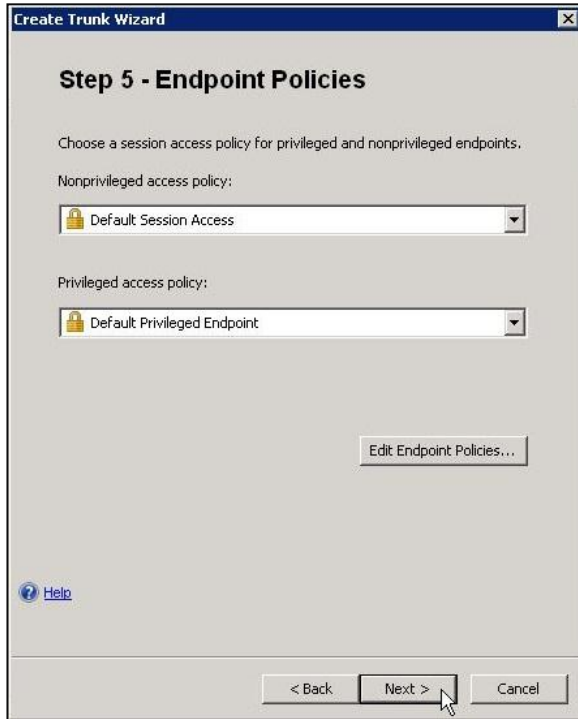 Create Trunk Wizard
Step 5 - Endpoint Policies
Choose a session access policy for privileged and nonprivileged endpoints.
Nonprivileged access policy:
Default Session Access
Privileged access policy:
Default Privileged Endpoint
Edit Endpoint Policies...
Help
< Back Next > Cancel